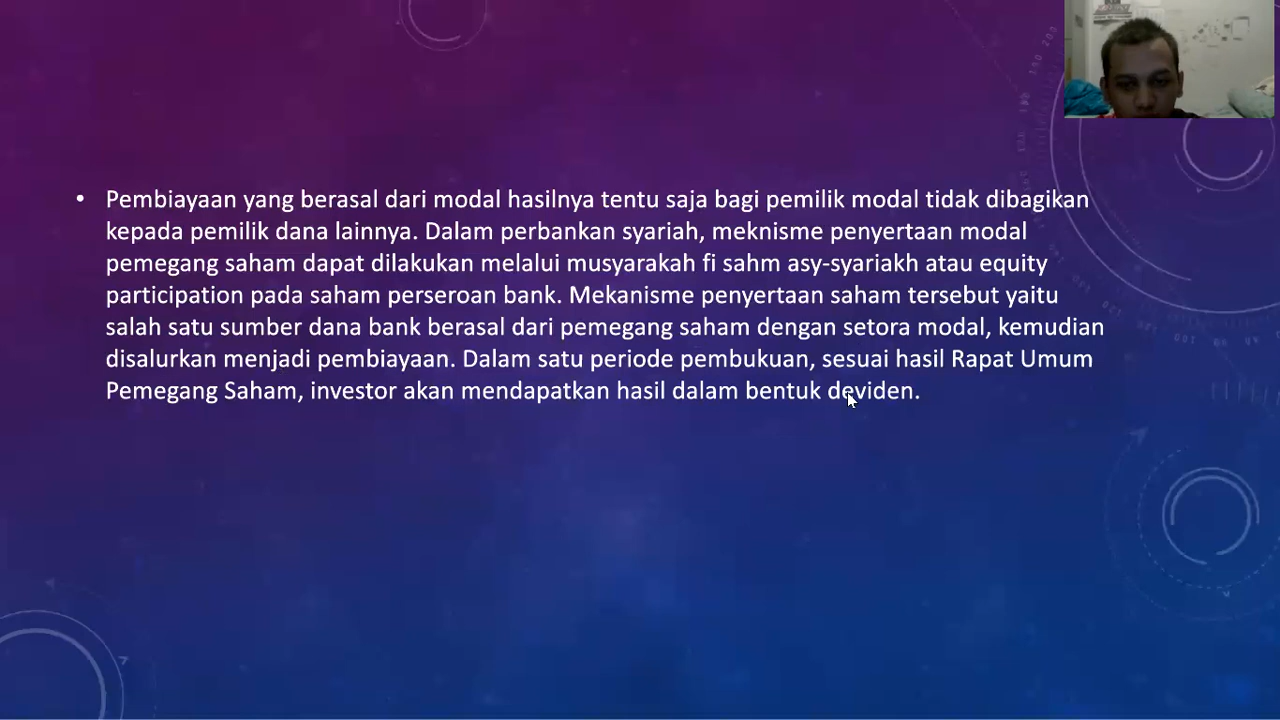 • Pembiayaan yang berasal dari modal hasilnya tentu saja bagi pemilik modal tidak dibagikan
kepada pemilik dana lainnya. Dalam perbankan syariah, meknisme penyertaan modal
pemegang saham dapat dilakukan melalui musyarakah fi sahm asy-syariakh atau equity
participation pada saham perseroan bank. Mekanisme penyertaan saham tersebut yaitu
salah satu sumber dana bank berasal dari pemegang saham dengan setora modal, kemudian
disalurkan menjadi pembiayaan. Dalam satu periode pembukuan, sesuai hasil Rapat Umum
Pemegang Saham, investor akan mendapatkan hasil dalam bentuk deviden.